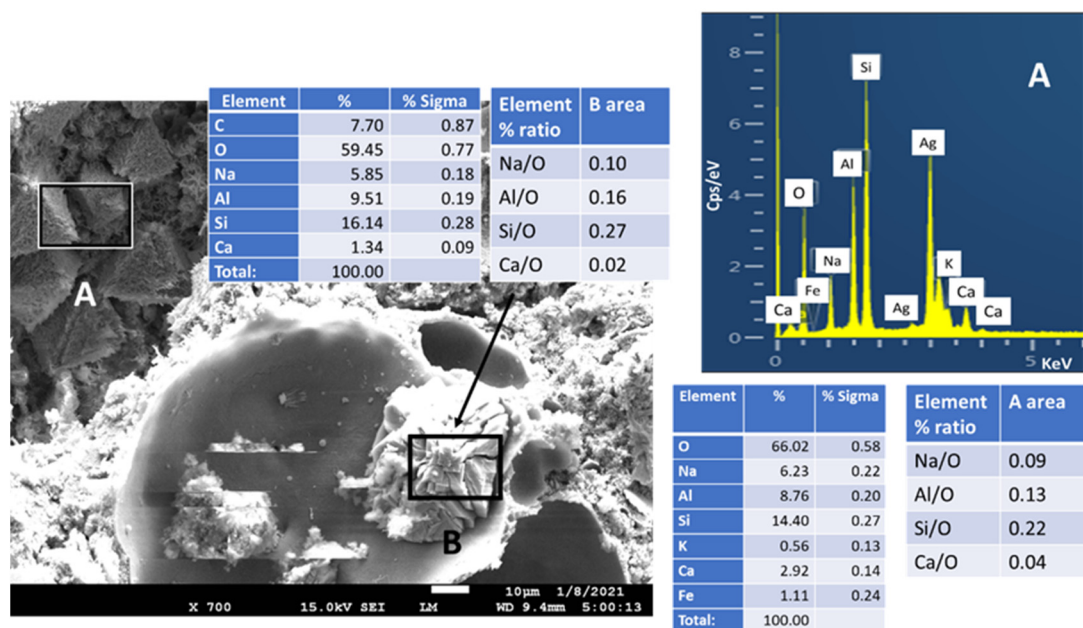 Element % % Sigma
C 7.70 0.87
O 59.45 0.77
Na 5.85 0.18
Al 9.51 0.19
Si 16.14 0.28
Ca 1.34 0.09
Total: 100.00
Element % ratio B area
Na/O 0.10
Al/O 0.16
Si/O 0.27
Ca/O 0.02
A
B
10μm 1/8/2021
X 700 15.0kV SEI LM WD 9.4mm 5:00:13
A
Cps/eV
8
6
4
2
0
Si
Ag
Al
O
Na
K
Fe
Ca
Ag
Ca
Ca
0 5 KeV
Element % % Sigma
O 66.02 0.58
Na 6.23 0.22
Al 8.76 0.20
Si 14.40 0.27
K 0.56 0.13
Ca 2.92 0.14
Fe 1.11 0.24
Total: 100.00
Element % ratio A area
Na/O 0.09
Al/O 0.13
Si/O 0.22
Ca/O 0.04